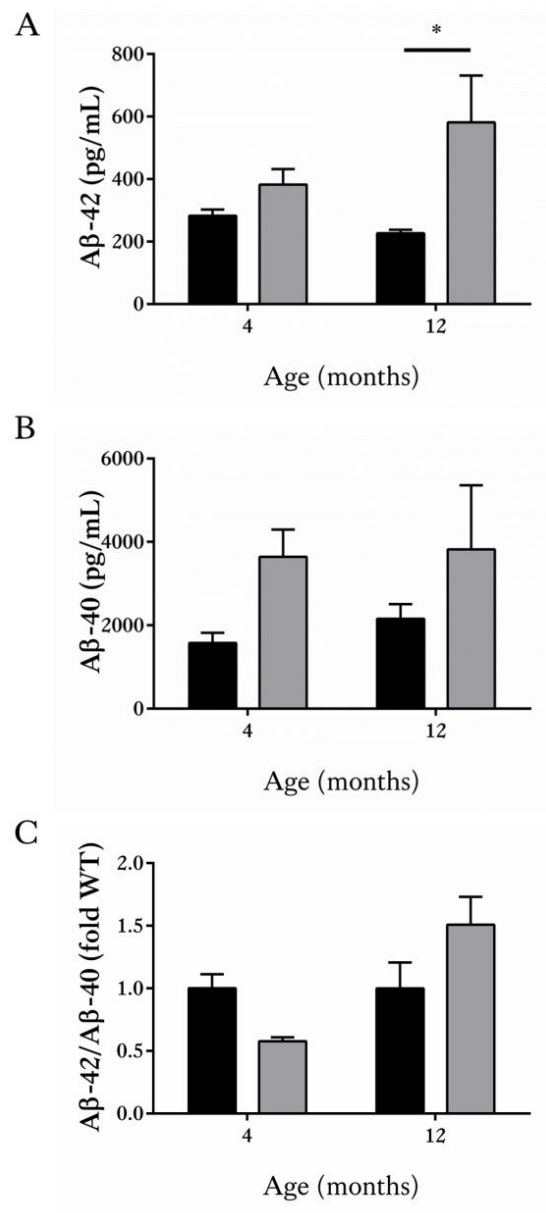 A
*
800
600
400
200
0
Aβ-42 (pg/mL)
4 12
Age (months)
B
6000
4000
2000
0
Aβ-40 (pg/mL)
4 12
Age (months)
C
2.0
1.5
1.0
0.5
0.0
Aβ-42/Aβ-40 (fold WT)
4 12
Age (months)